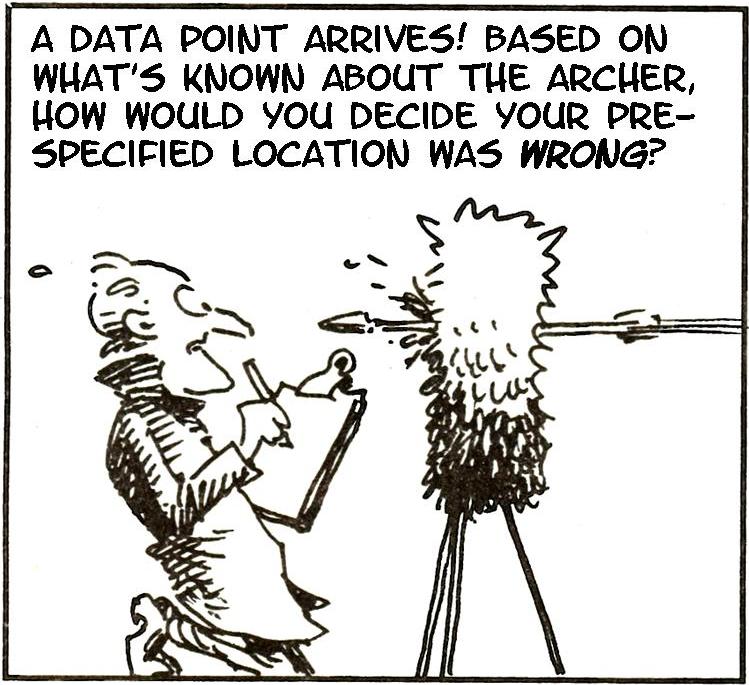 A DATA POINT ARRIVES! BASED ON
WHAT'S KNOWN ABOUT THE ARCHER,
HOW WOULD YOU DECIDE YOUR PRE-
SPECIFIED LOCATION WAS WRONG?